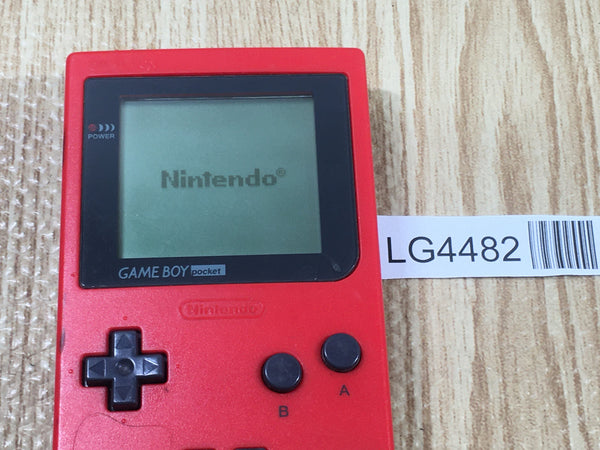 POWER
Nintendo®
GAME BOY pocket
Nintendo
LG4482
B
A